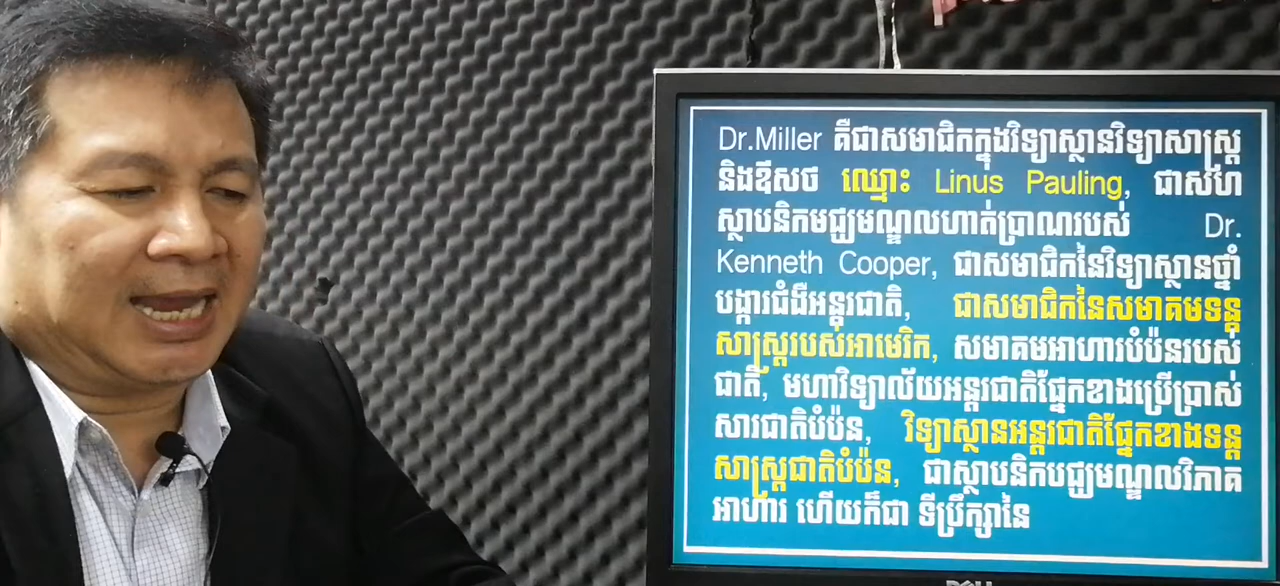 Dr.Miller គឺជាសមាជិកក្នុងវិទ្យាស្ថានវិទ្យាសាស្ត្រ
និងឱសថ ឈ្មោះ Linus Pauling, ជាសហ
ស្ថាបនិកមជ្ឈមណ្ឌលហាត់ប្រាណរបស់ Dr.
Kenneth Cooper, ជាសមាជិកនៃវិទ្យាស្ថានថ្នាំ
បង្ការជំងឺអន្តរជាតិ, ជាសមាជិកនៃសមាគមទន្ត
សាស្ត្ររបស់អាមេរិក, សមាគមអាហារបំប៉នរបស់
ជាតិ, មហាវិទ្យាល័យអន្តរជាតិផ្នែកខាងប្រើប្រាស់
សារជាតិបំប៉ន, វិទ្យាស្ថានអន្តរជាតិផ្នែកខាងទន្ត
សាស្ត្រជាតិបំប៉ន, ជាស្ថាបនិកបជ្ឈមណ្ឌលវិភាគ
អាហារ ហើយក៏ជា ទីប្រឹក្សានៃ